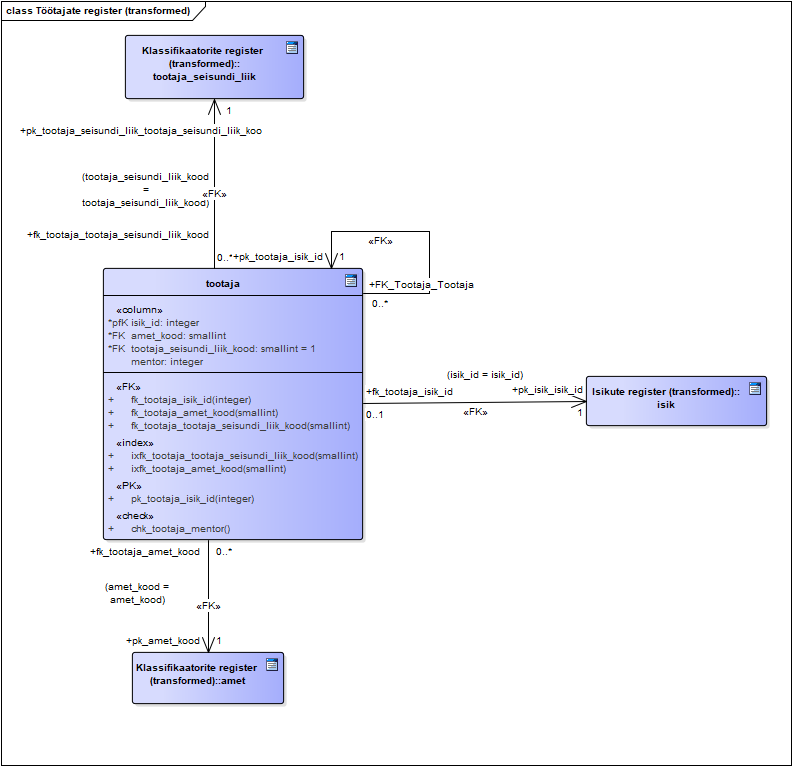 class Töötajate register (transformed)
Klassifikaatorite register
(transformed)::
tootaja_seisundi_liik
1
+pk_tootaja_seisundi_liik_tootaja_seisundi_liik_koo
(tootaja_seisundi_liik_kood
=
tootaja_seisundi_liik_kood)
«FK»
+fk_tootaja_tootaja_seisundi_liik_kood
0..*
+pk_tootaja_isik_id
1
«FK»
+FK_Tootaja_Tootaja
0..*
tootaja
«column»
*pfK isik_id: integer
*FK amet_kood: smallint
*FK tootaja_seisundi_liik_kood: smallint = 1
mentor: integer
«FK»
+ fk_tootaja_isik_id(integer)
+ fk_tootaja_amet_kood(smallint)
+ fk_tootaja_tootaja_seisundi_liik_kood(smallint)
«index»
+ ixfk_tootaja_tootaja_seisundi_liik_kood(smallint)
+ ixfk_tootaja_amet_kood(smallint)
«PK»
+ pk_tootaja_isik_id(integer)
«check»
+ chk_tootaja_mentor()
(isik_id = isik_id)
+fk_tootaja_isik_id
+pk_isik_isik_id
0..1
«FK»
1
Isikute register (transformed)::
isik
+fk_tootaja_amet_kood
0..*
(amet_kood =
amet_kood)
«FK»
+pk_amet_kood
1
Klassifikaatorite register
(transformed)::amet